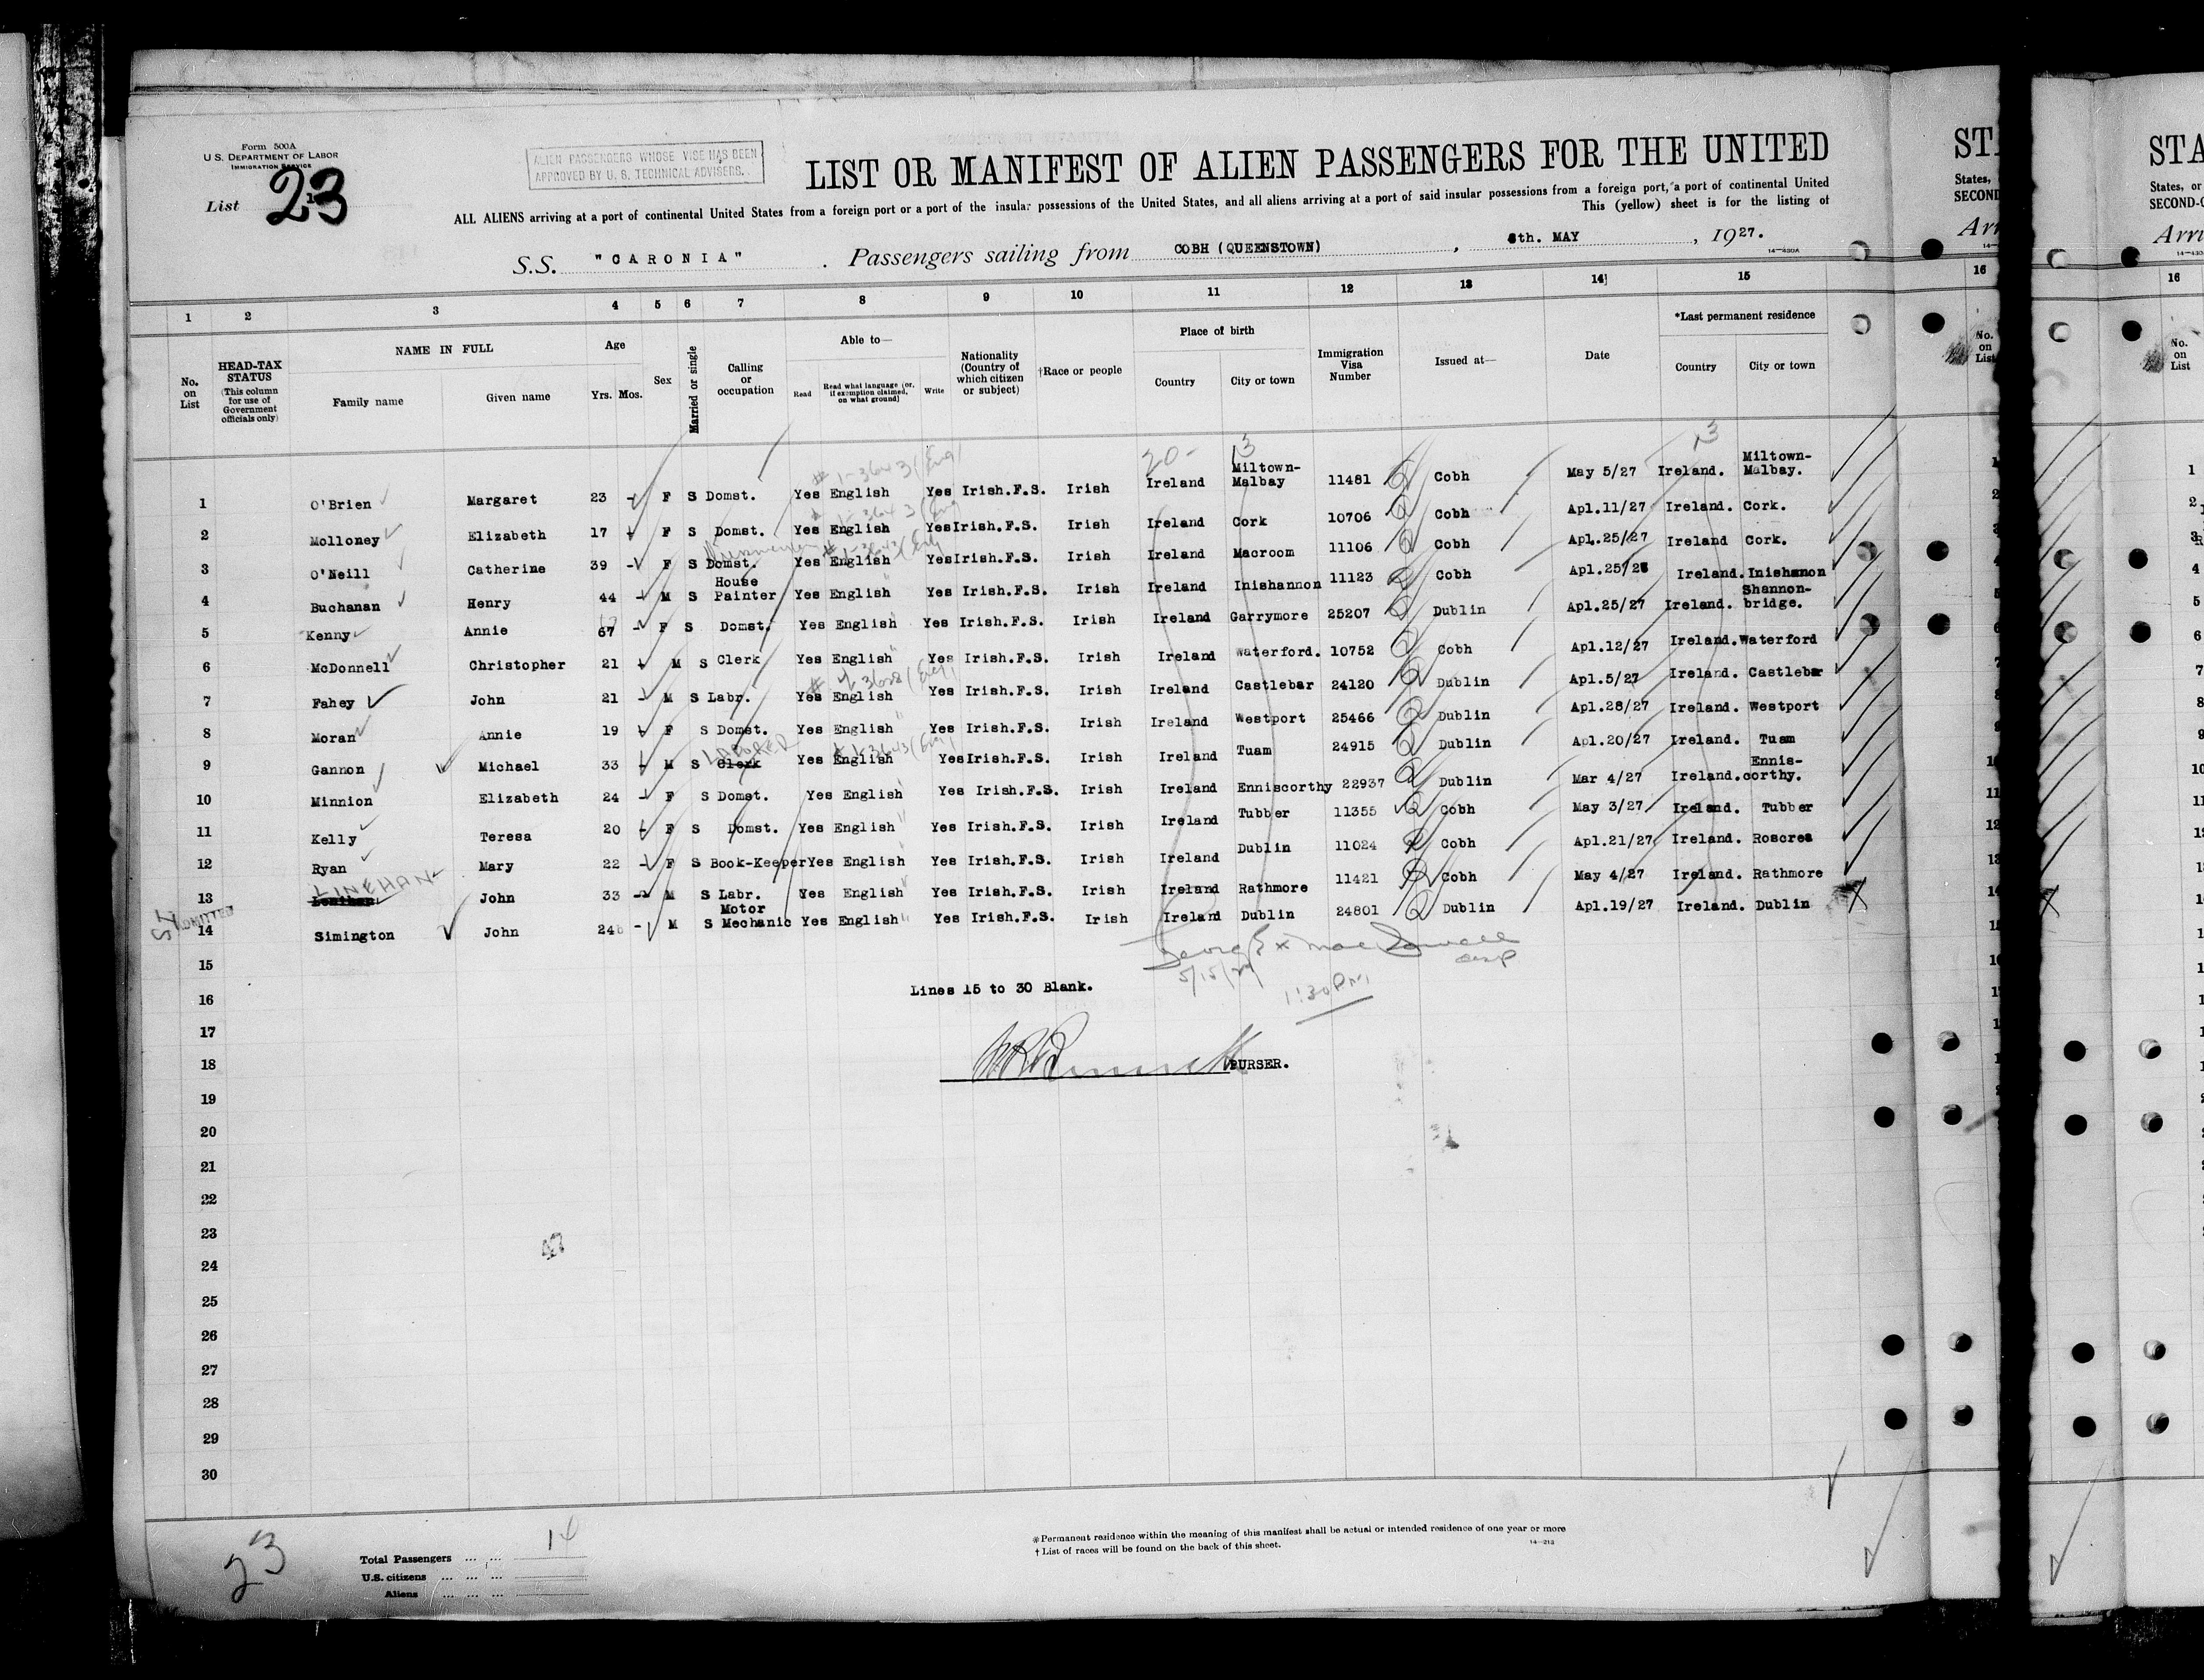 Form 500A
U. S. DEPARTMENT OF LABOR
IMMIGRATION SERVICE
List 23
ALIEN PASSENGERS WHOSE VISE HAS BEEN
APPROVED BY U. S. TECHNICAL ADVISERS.
LIST OR MANIFEST OF ALIEN PASSENGERS FOR THE UNITED
ALL ALIENS arriving at a port of continental United States from a foreign port or a port of the insular possessions of the United States, and all aliens arriving at a port of said insular possessions from a foreign port, a port of continental United
This (yellow) sheet is for the listing of
S.S. "CARONIA" . Passengers sailing from COBH (QUEENSTOWN) , 8th. MAY , 1927.
14—430A
1 2 3 4 5 6 7 8 9 10 11 12 13 14 15
No. on List
HEAD-TAX STATUS (This column for use of Government officials only)
NAME IN FULL
Family name Given name
Age
Yrs. Mos.
Sex
Married or single
Calling or occupation
Able to—
Read Read what language (or, if exemption claimed, on what ground) Write
Nationality (Country of which citizen or subject)
†Race or people
Place of birth
Country City or town
Immigration Visa Number
Issued at—
Date
*Last permanent residence
Country City or town
20- 13 13
1 O'Brien Margaret 23 F S Domst. Yes English Yes Irish.F.S. Irish Ireland Miltown-Malbay 11481 Cobh May 5/27 Ireland. Miltown-Malbay.
2 Molloney Elizabeth 17 F S Domst. Yes English Yes Irish.F.S. Irish Ireland Cork 10706 Cobh Apl.11/27 Ireland. Cork.
3 O'Neill Catherine 39 F S Domst. Yes English Yes Irish.F.S. Irish Ireland Macroom 11106 Cobh Apl.25/27 Ireland Cork.
4 Buchanan Henry 44 M S House Painter Yes English Yes Irish.F.S. Irish Ireland Inishannon 11123 Cobh Apl.25/2 Ireland. Inishannon
5 Kenny Annie 67 F S Domst. Yes English Yes Irish.F.S. Irish Ireland Garrymore 25207 Dublin Apl.25/27 Ireland. Shannon-bridge.
6 McDonnell Christopher 21 M S Clerk Yes English Yes Irish.F.S. Irish Ireland Waterford. 10752 Cobh Apl.12/27 Ireland. Waterford
7 Fahey John 21 M S Labr. Yes English Yes Irish.F.S. Irish Ireland Castlebar 24120 Dublin Apl.5/27 Ireland. Castlebar
8 Moran Annie 19 F S Domst. Yes English Yes Irish.F.S. Irish Ireland Westport 25466 Dublin Apl.28/27 Ireland. Westport
LABORER
9 Gannon Michael 33 M S Clerk Yes English Yes Irish.F.S. Irish Ireland Tuam 24915 Dublin Apl.20/27 Ireland. Tuam
10 Minnion Elizabeth 24 F S Domst. Yes English Yes Irish.F.S. Irish Ireland Enniscorthy 22937 Dublin Mar 4/27 Ireland. Ennis-corthy.
11 Kelly Teresa 20 F S Domst. Yes English Yes Irish.F.S. Irish Ireland Tubber 11355 Cobh May 3/27 Ireland. Tubber
12 Ryan Mary 22 F S Book-Keeper Yes English Yes Irish.F.S. Irish Ireland Dublin 11024 Cobh Apl.21/27 Ireland. Roscrea
LINEHAN
13 John 33 M S Labr. Yes English Yes Irish.F.S. Irish Ireland Rathmore 11421 Cobh May 4/27 Ireland. Rathmore
ADMITTED
14 Simington John 24 M S Motor Mechanic Yes English Yes Irish.F.S. Irish Ireland Dublin 24801 Dublin Apl.19/27 Ireland. Dublin
15
Lines 15 to 30 Blank.
1:30 PM
16
17
18 PURSER.
19
20
21
22
23
24
25
26
27
28
29
30
23
Total Passengers ... ... 14
U.S. citizens ... ... ...
Aliens ... ... ...
*Permanent residence within the meaning of this manifest shall be actual or intended residence of one year or more
†List of races will be found on the back of this sheet.
14—213